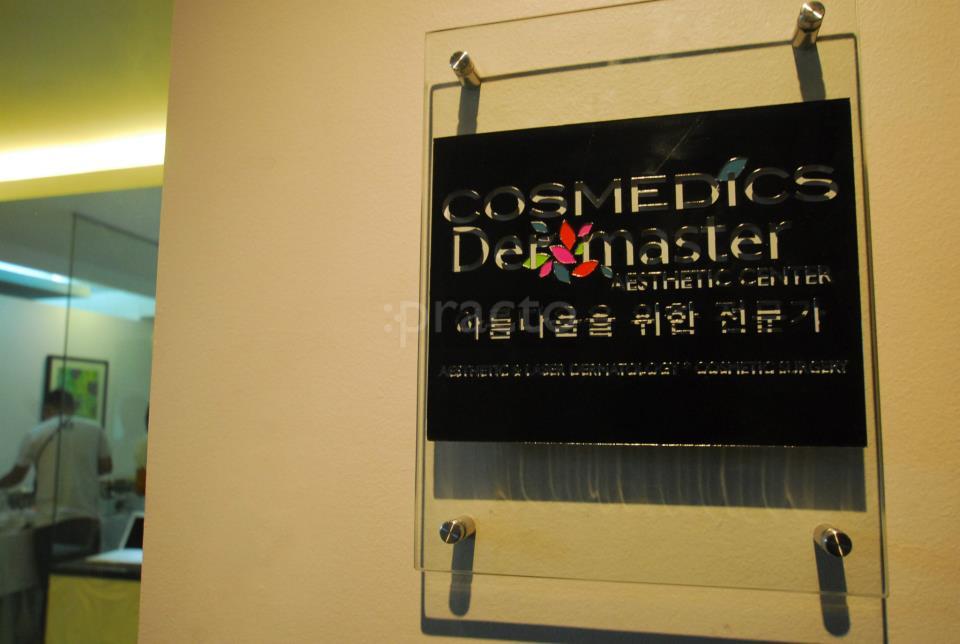 COSMEDICS
Dermaster
AESTHETIC CENTER
:practo
아름다움을 위한 전문가
AESTHETIC & LASER DERMATOLOGY * COSMETIC SURGERY